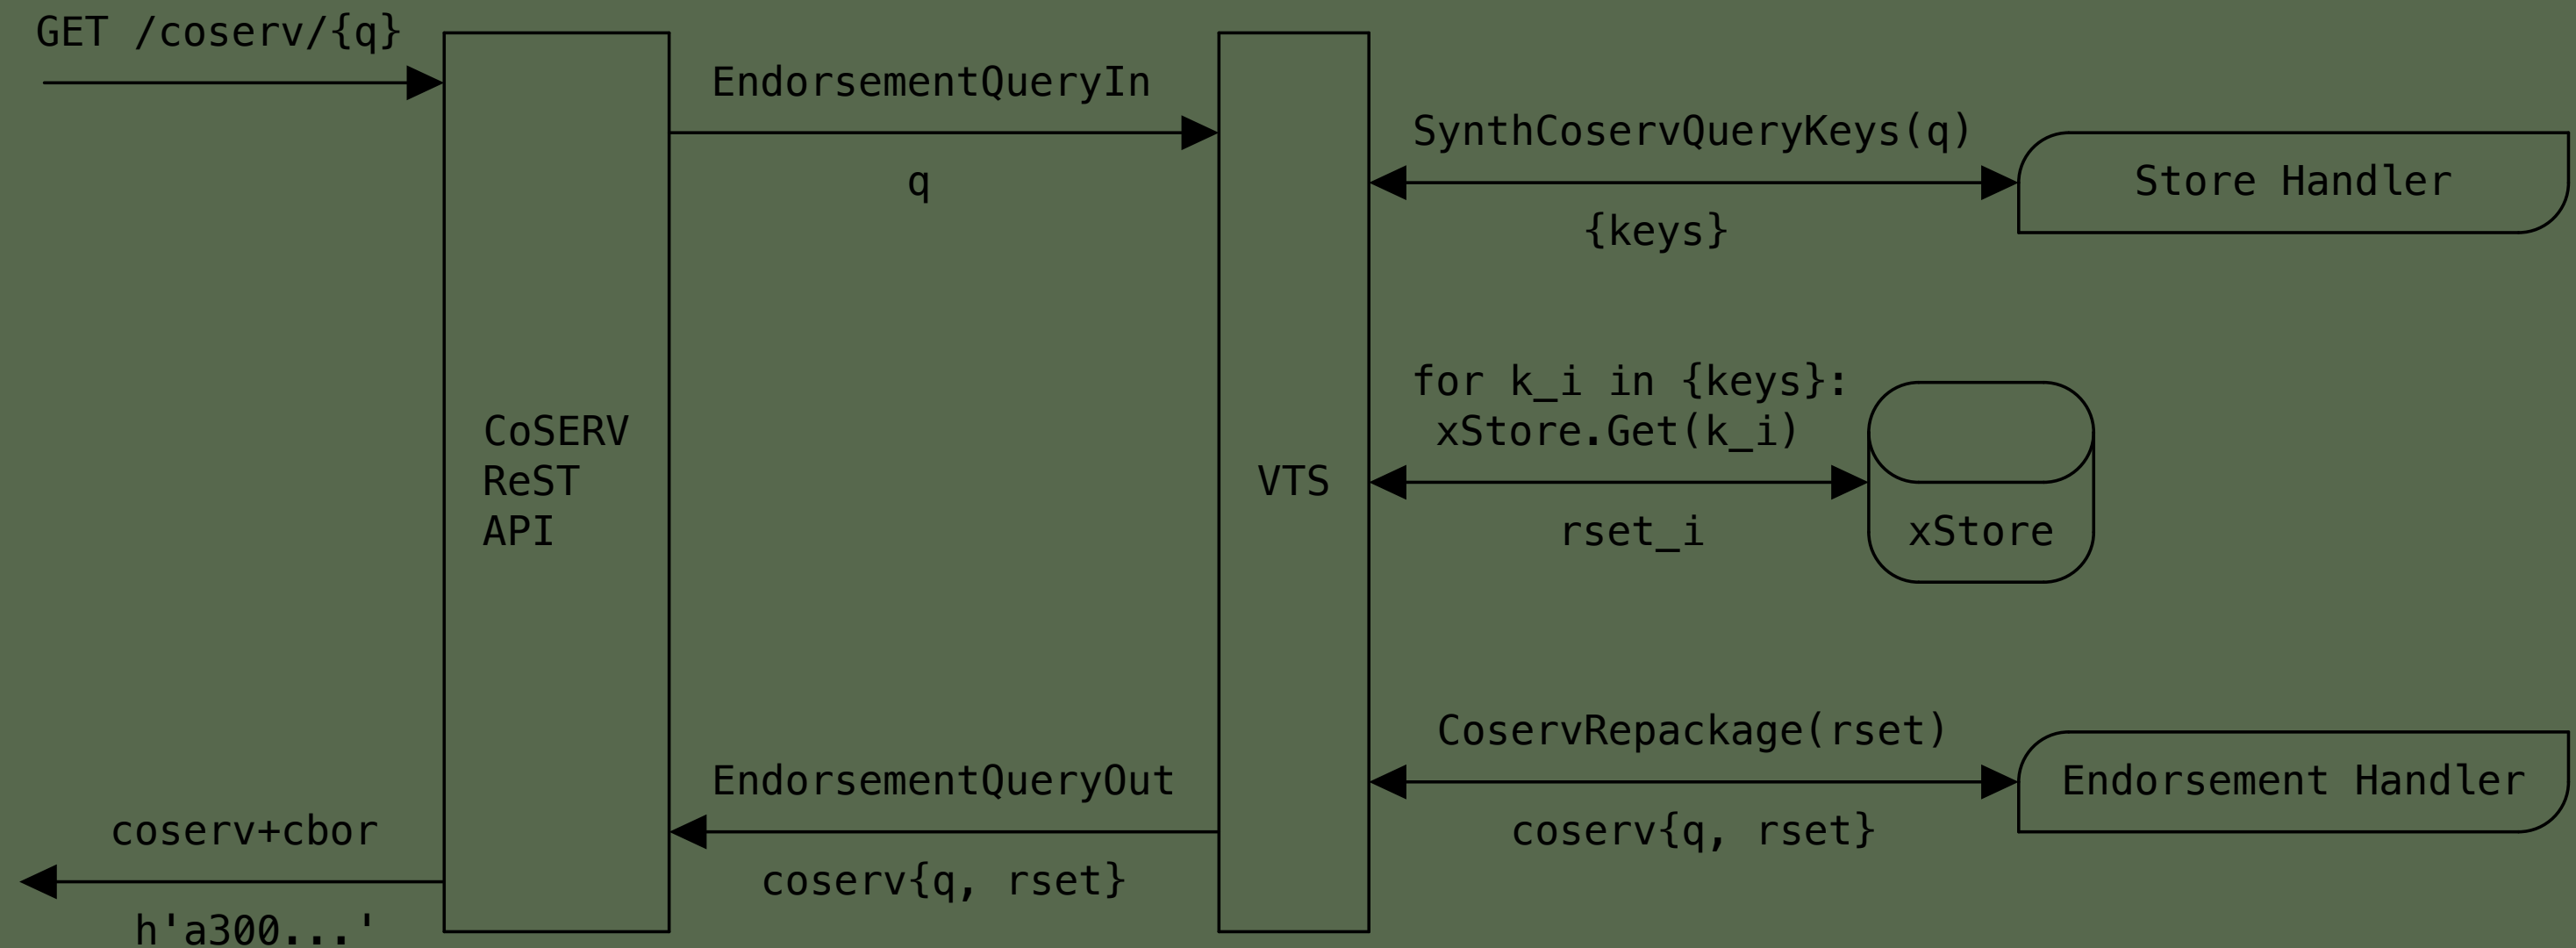 GET /coserv/{q}
EndorsementQueryIn
q
SynthCoservQueryKeys(q)
{keys}
Store Handler
for k_i in {keys}:
xStore.Get(k_i)
rset_i
xStore
CoSERV
ReST
API
VTS
CoservRepackage(rset)
coserv{q, rset}
Endorsement Handler
EndorsementQueryOut
coserv{q, rset}
coserv+cbor
h'a300...'